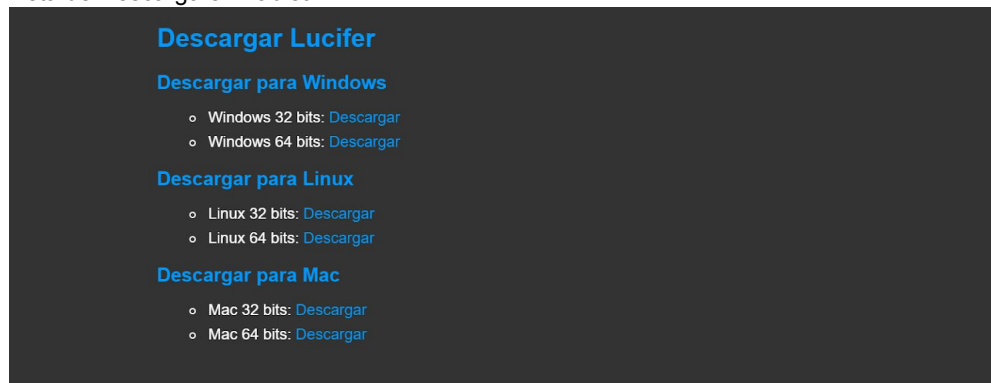 Descargar Lucifer
Descargar para Windows
Windows 32 bits: Descargar
Windows 64 bits: Descargar
Descargar para Linux
Linux 32 bits: Descargar
Linux 64 bits: Descargar
Descargar para Mac
Mac 32 bits: Descargar
Mac 64 bits: Descargar